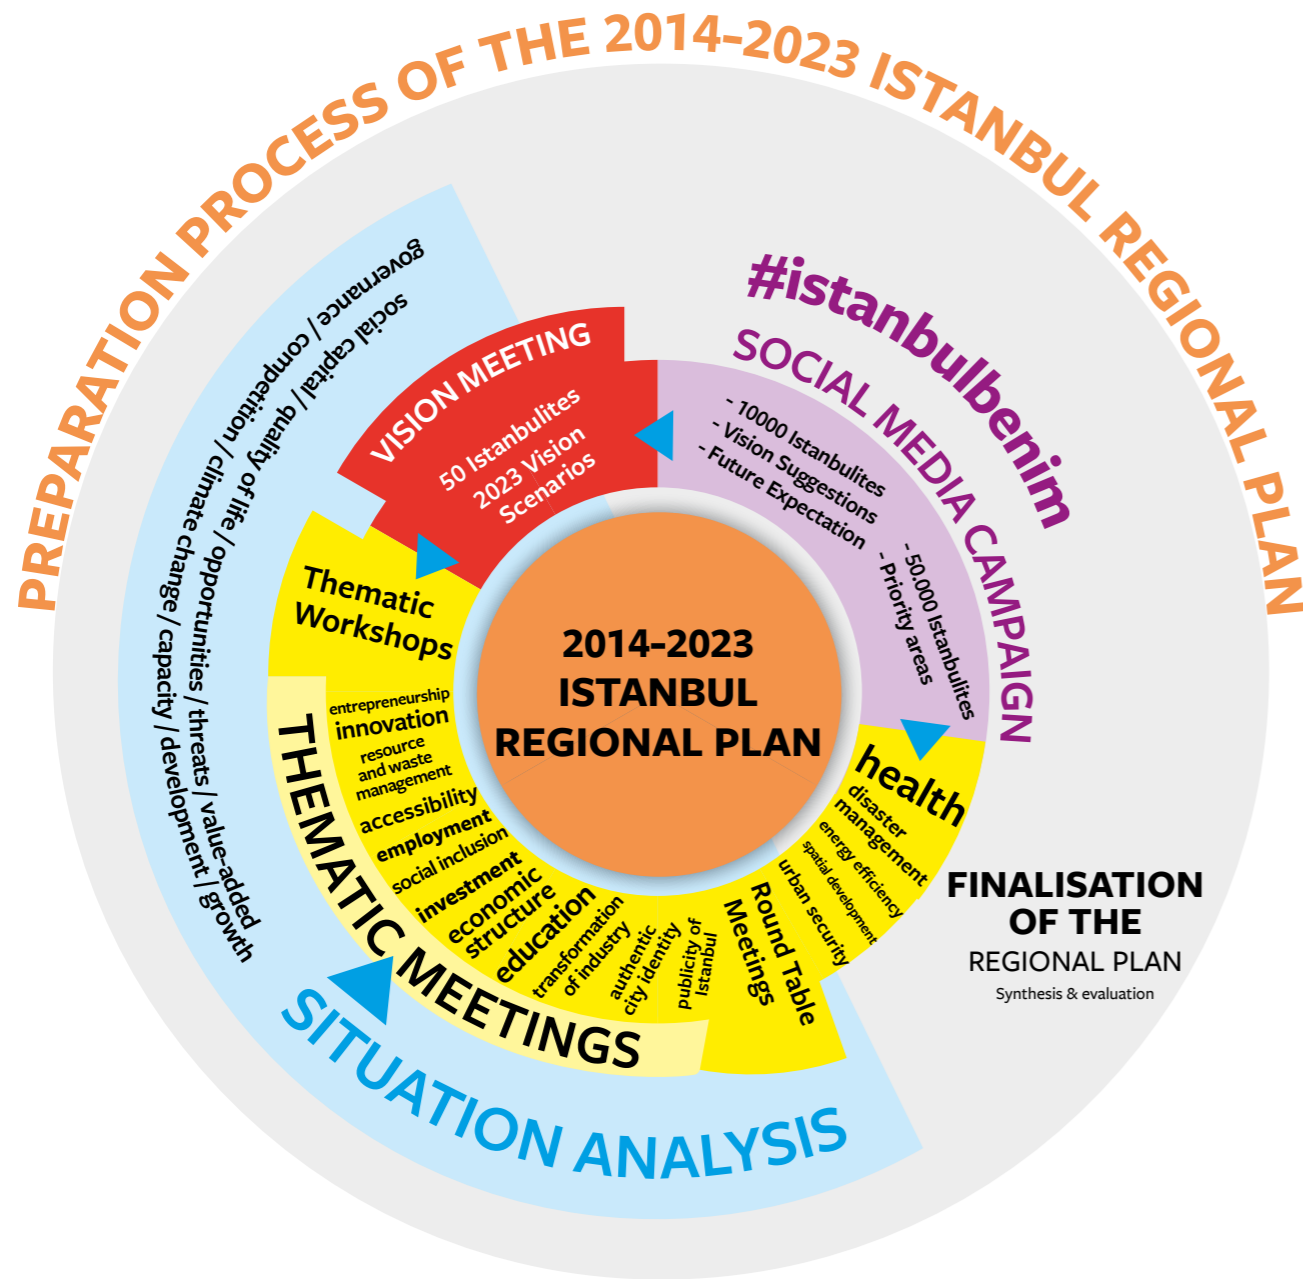 PREPARATION PROCESS OF THE 2014-2023 ISTANBUL REGIONAL PLAN
governance / competition / climate change / capacity / development / growth
social capital / quality of life / opportunities / threats / value-added
VISION MEETING
50 Istanbulites
2023 Vision
Scenarios
#istanbulbenim
SOCIAL MEDIA CAMPAIGN
- 10000 Istanbulites
- Vision Suggestions
- Future Expectation
- 50.000 Istanbulites
- Priority areas
Thematic
Workshops
2014-2023
ISTANBUL
REGIONAL PLAN
THEMATIC MEETINGS
entrepreneurship
innovation
resource
and waste
management
accessibility
employment
social inclusion
investment
economic
structure
education
transformation
of industry
authentic
city identity
publicity of
Istanbul
Round Table
Meetings
urban security
spatial development
energy efficiency
disaster
management
health
FINALISATION
OF THE
REGIONAL PLAN
Synthesis & evaluation
SITUATION ANALYSIS